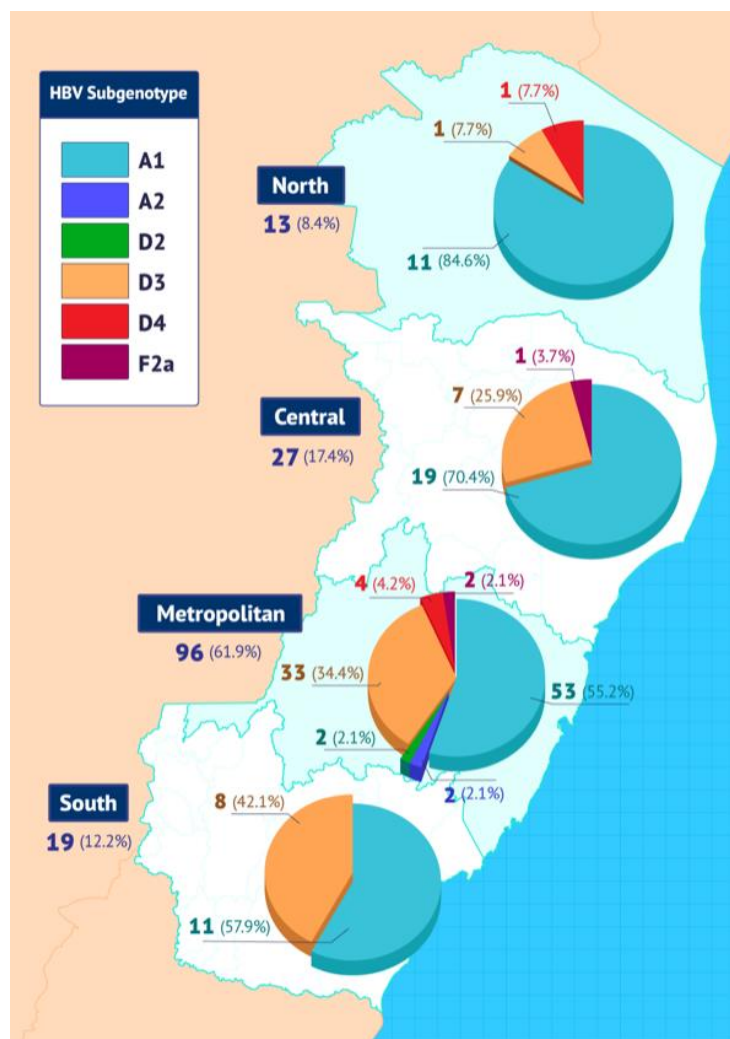 HBV Subgenotype
A1
A2
D2
D3
D4
F2a
North
13 (8.4%)
1 (7.7%)
1 (7.7%)
11 (84.6%)
Central
27 (17.4%)
1 (3.7%)
7 (25.9%)
19 (70.4%)
Metropolitan
96 (61.9%)
4 (4.2%)
2 (2.1%)
33 (34.4%)
53 (55.2%)
2 (2.1%)
2 (2.1%)
South
19 (12.2%)
8 (42.1%)
11 (57.9%)